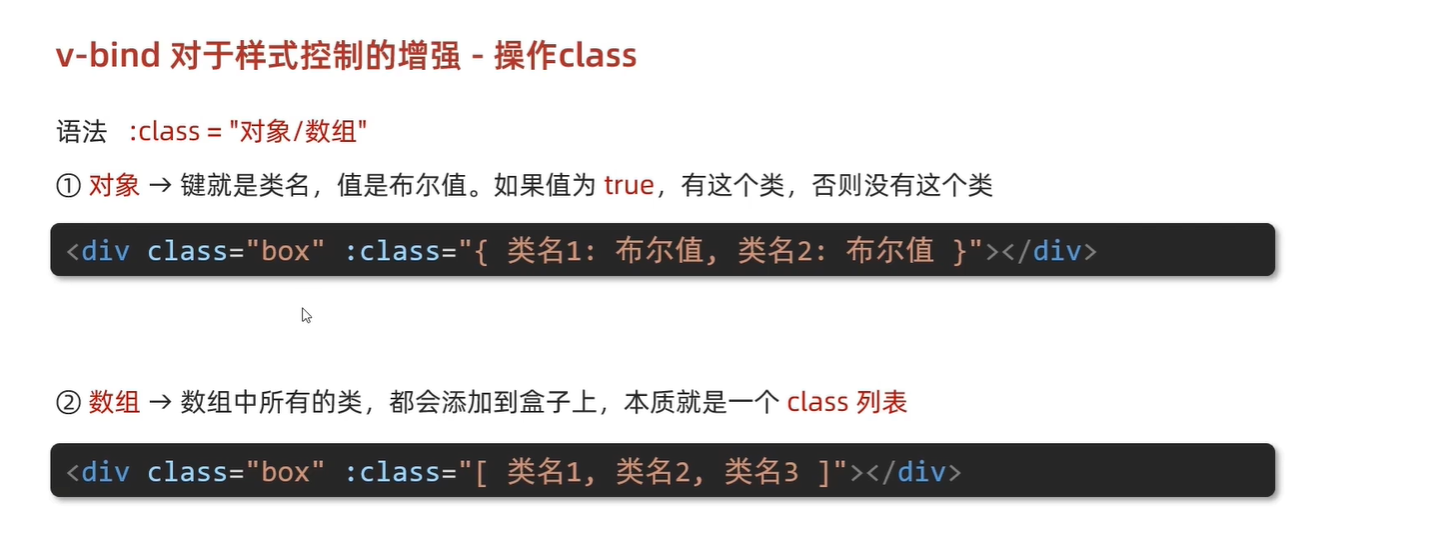 v-bind 对于样式控制的增强 - 操作class
语法 :class = "对象/数组"
① 对象 → 键就是类名，值是布尔值。如果值为 true，有这个类，否则没有这个类
<div class="box" :class="{ 类名1: 布尔值, 类名2: 布尔值 }"></div>
② 数组 → 数组中所有的类，都会添加到盒子上，本质就是一个 class 列表
<div class="box" :class="[ 类名1, 类名2, 类名3 ]"></div>